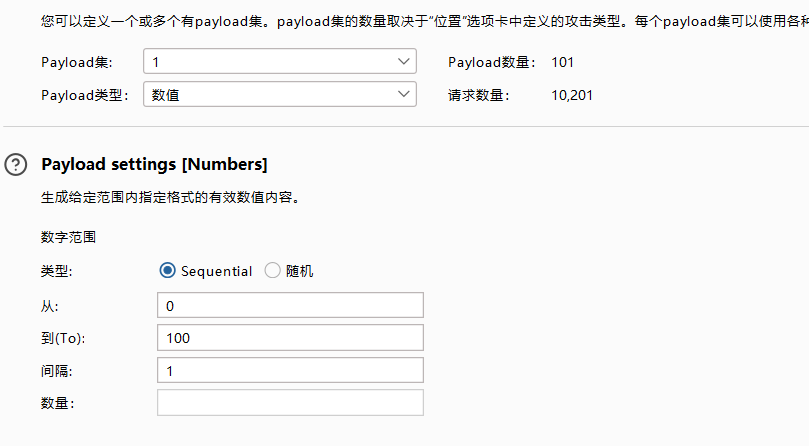 您可以定义一个或多个有payload集。payload集的数量取决于“位置”选项卡中定义的攻击类型。每个payload集可以使用各种
Payload集: 1 Payload数量: 101
Payload类型: 数值 请求数量: 10,201
Payload settings [Numbers]
生成给定范围内指定格式的有效数值内容。
数字范围
类型: Sequential 随机
从: 0
到(To): 100
间隔: 1
数量: